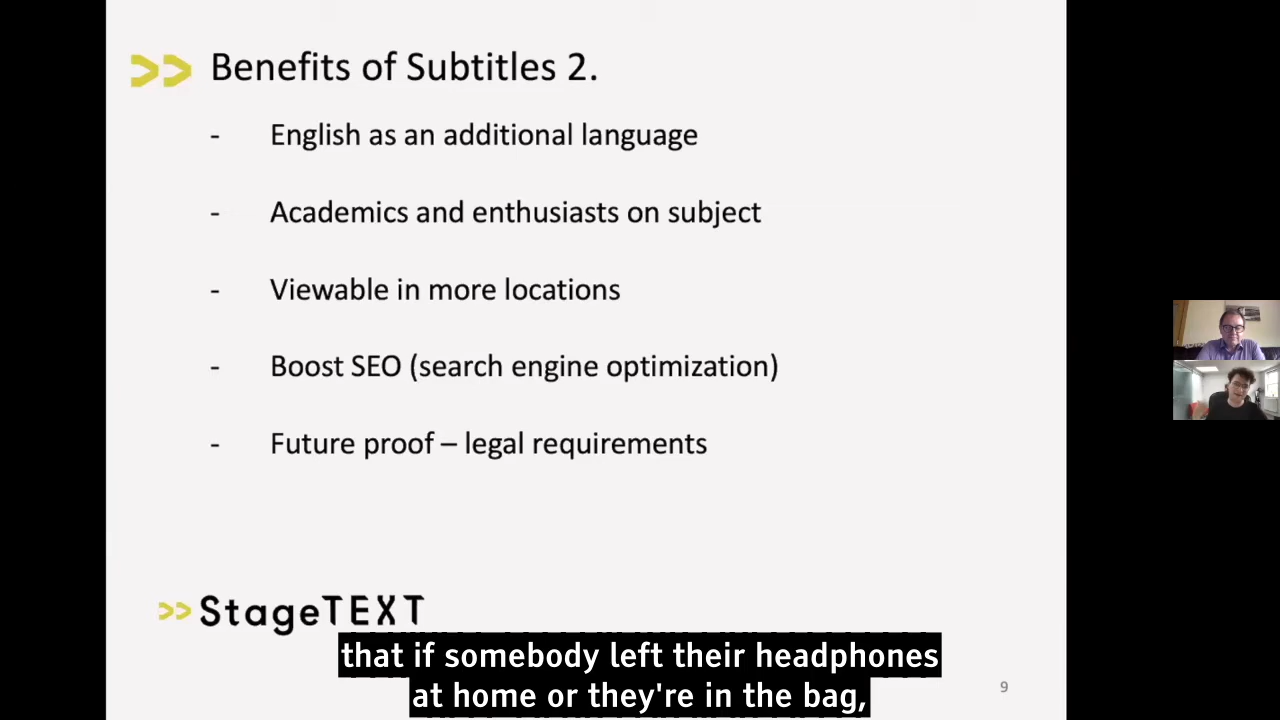 >> Benefits of Subtitles 2.
- English as an additional language
- Academics and enthusiasts on subject
- Viewable in more locations
- Boost SEO (search engine optimization)
- Future proof – legal requirements
>> StageTEXT
that if somebody left their headphones
at home or they're in the bag,
9